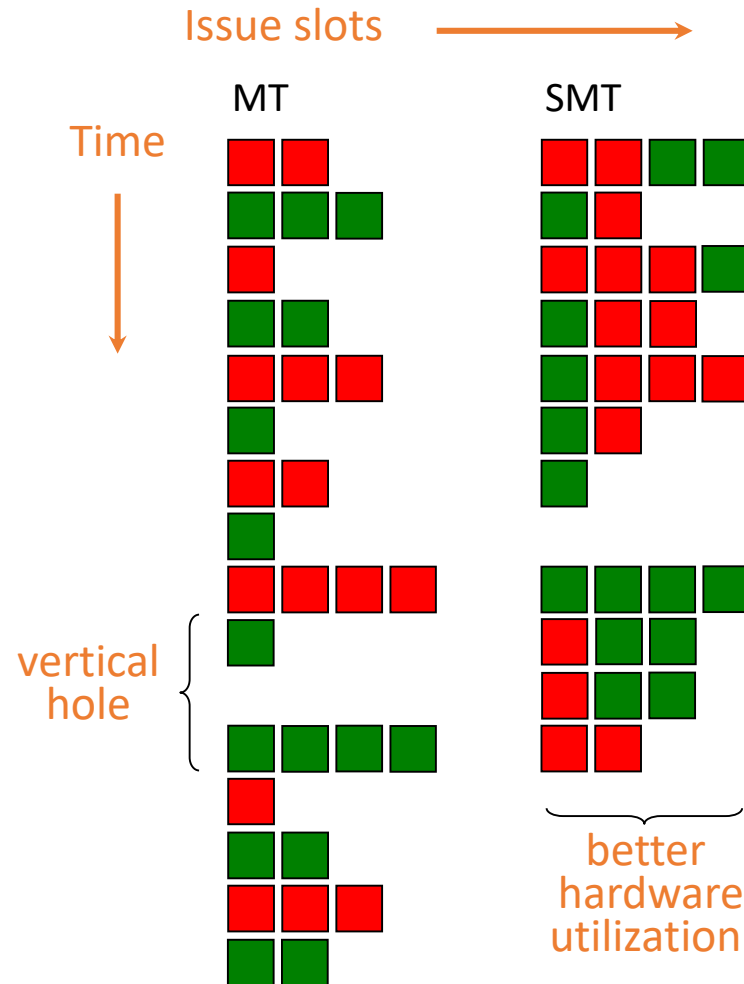 Issue slots
MT
SMT
Time
vertical
hole
better
hardware
utilization